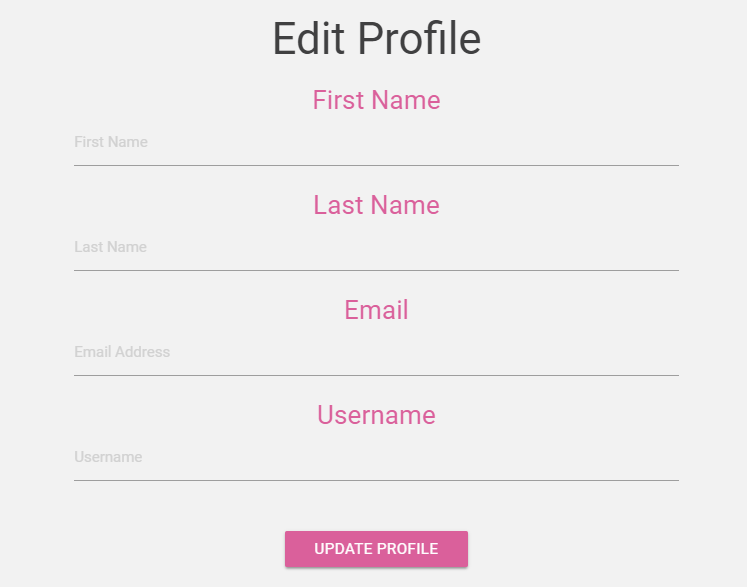 Edit Profile
First Name
First Name
Last Name
Last Name
Email
Email Address
Username
Username
UPDATE PROFILE